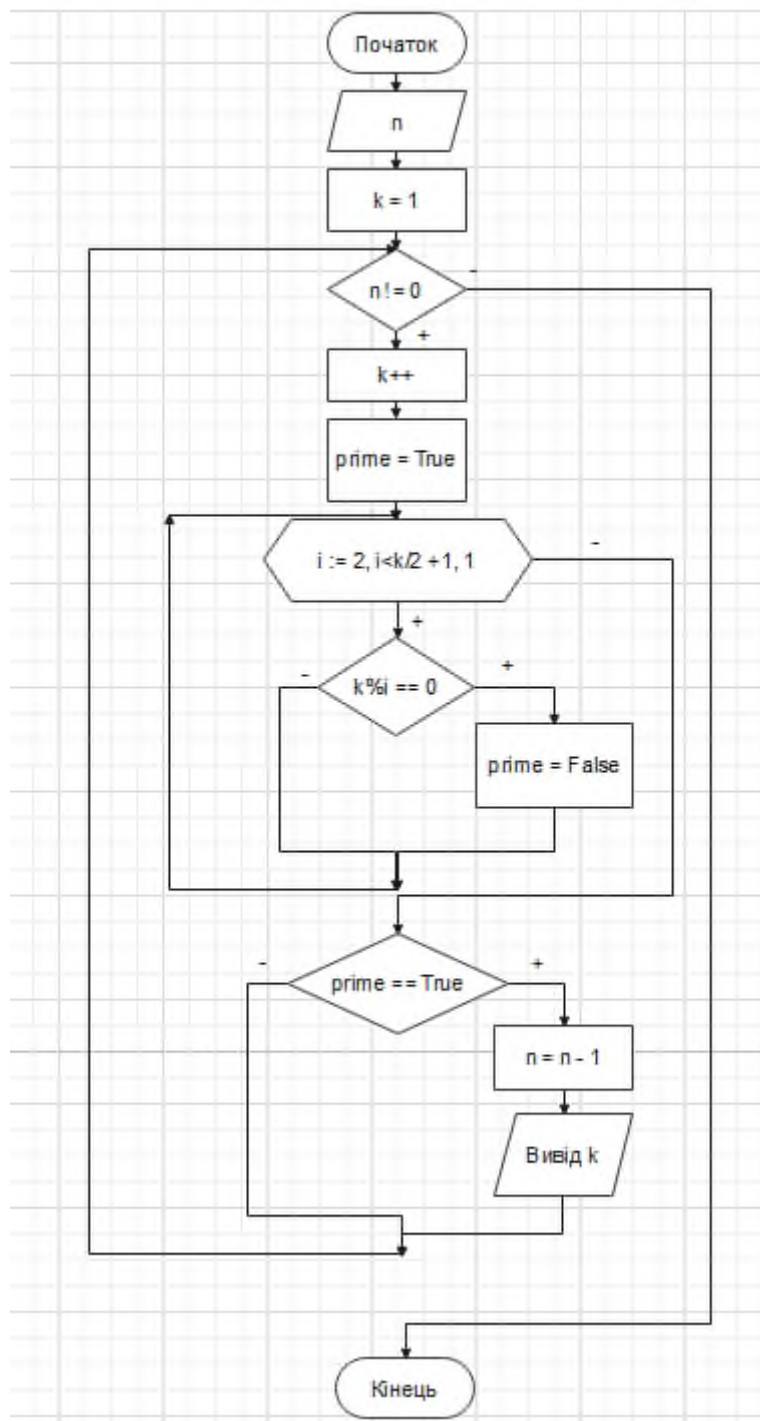 Початок
n
k = 1
n != 0
-
+
k++
prime = True
i := 2, i<k/2 +1, 1
-
+
k%i == 0
-
+
prime = False
prime == True
-
+
n = n - 1
Вивід k
Кінець